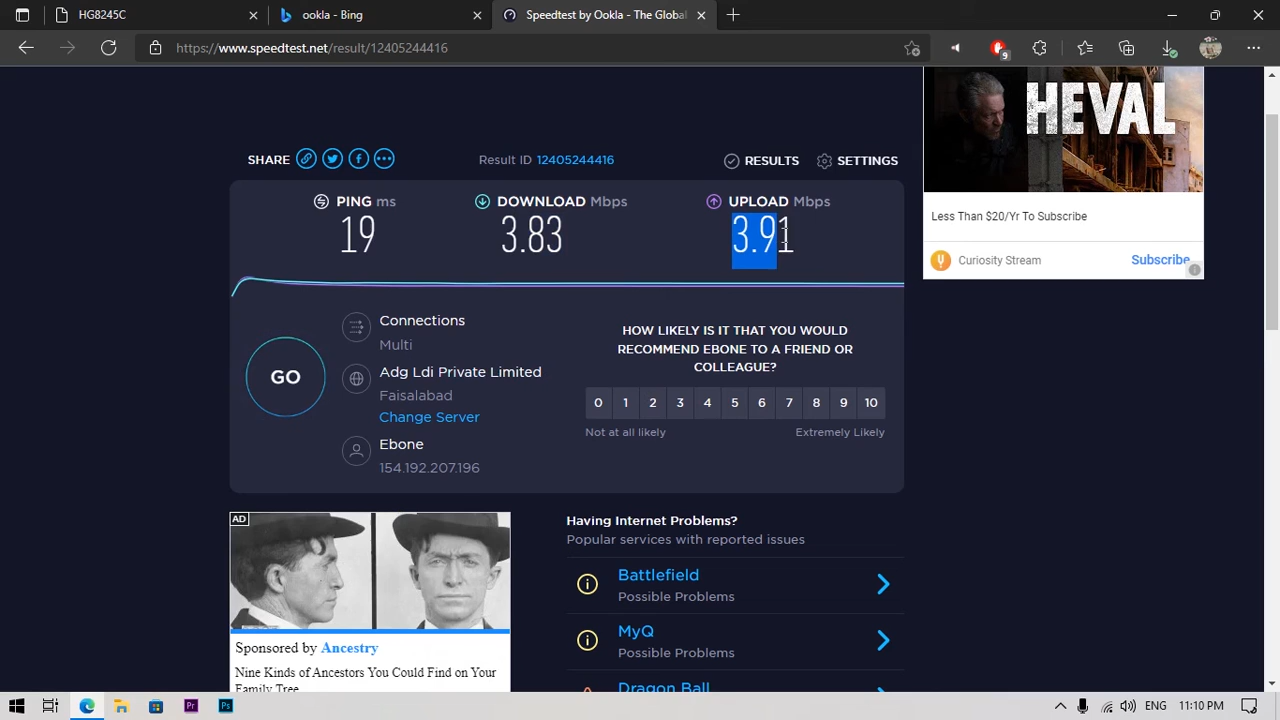 HG8245C
ookla - Bing
Speedtest by Ookla - The Global
https://www.speedtest.net/result/12405244416
9
HEVAL
Less Than $20/Yr To Subscribe
Curiosity Stream
Subscribe
SHARE
Result ID 12405244416
RESULTS
SETTINGS
PING ms
19
DOWNLOAD Mbps
3.83
UPLOAD Mbps
3.91
GO
Connections
Multi
Adg Ldi Private Limited
Faisalabad
Change Server
Ebone
154.192.207.196
HOW LIKELY IS IT THAT YOU WOULD
RECOMMEND EBONE TO A FRIEND OR
COLLEAGUE?
0 1 2 3 4 5 6 7 8 9 10
Not at all likely
Extremely Likely
AD
Sponsored by Ancestry
Nine Kinds of Ancestors You Could Find on Your
Family Tree
Having Internet Problems?
Popular services with reported issues
Battlefield
Possible Problems
MyQ
Possible Problems
Dragon Ball
Pr
Ps
ENG
11:10 PM